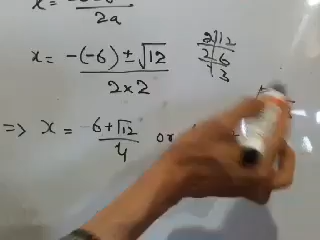 2a
x = -(-6) ± √12 / 2×2
2 | 12
2 | 6
3
=> x = -6 + √12 / 4 or